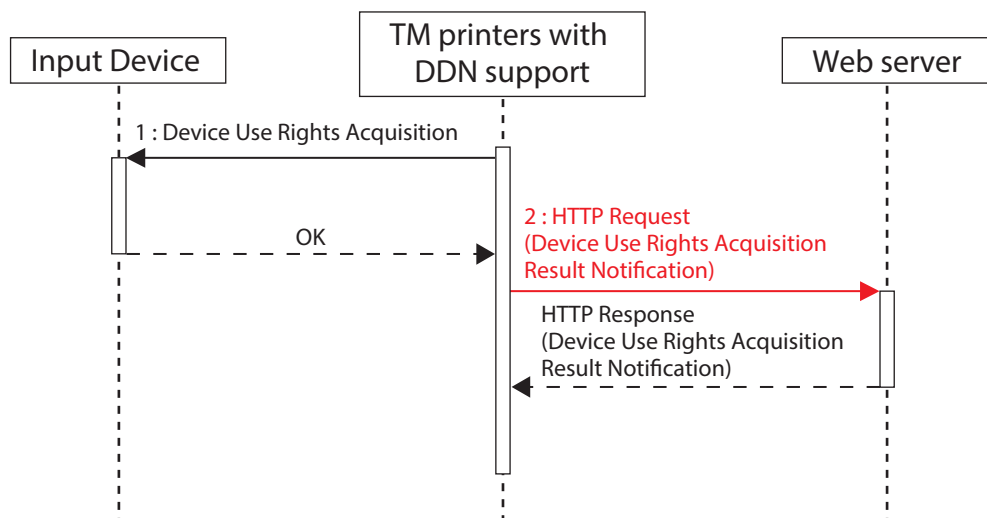 Input Device
TM printers with
DDN support
Web server
1 : Device Use Rights Acquisition
OK
2 : HTTP Request
(Device Use Rights Acquisition
Result Notification)
HTTP Response
(Device Use Rights Acquisition
Result Notification)